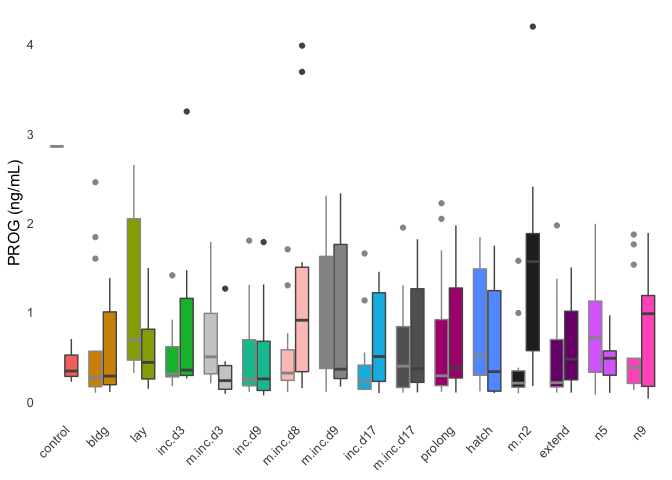 PROG (ng/mL)
4
3
2
1
0
control
bldg
lay
inc.d3
m.inc.d3
inc.d9
m.inc.d8
m.inc.d9
inc.d17
m.inc.d17
prolong
hatch
m.n2
extend
n5
n9